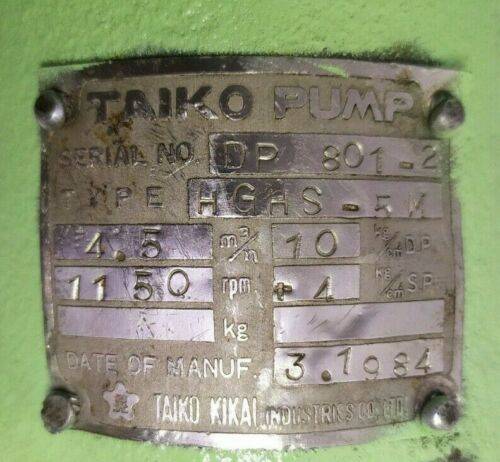 TAIKO PUMP
SERIAL NO. DP 801-2
TYPE HGHS-5M
4.5 m³/h 10 kg/cm² DP
1150 rpm +4 kg/cm² SP
kg
DATE OF MANUF. 3.1984
TAIKO KIKAI INDUSTRIES CO., LTD.